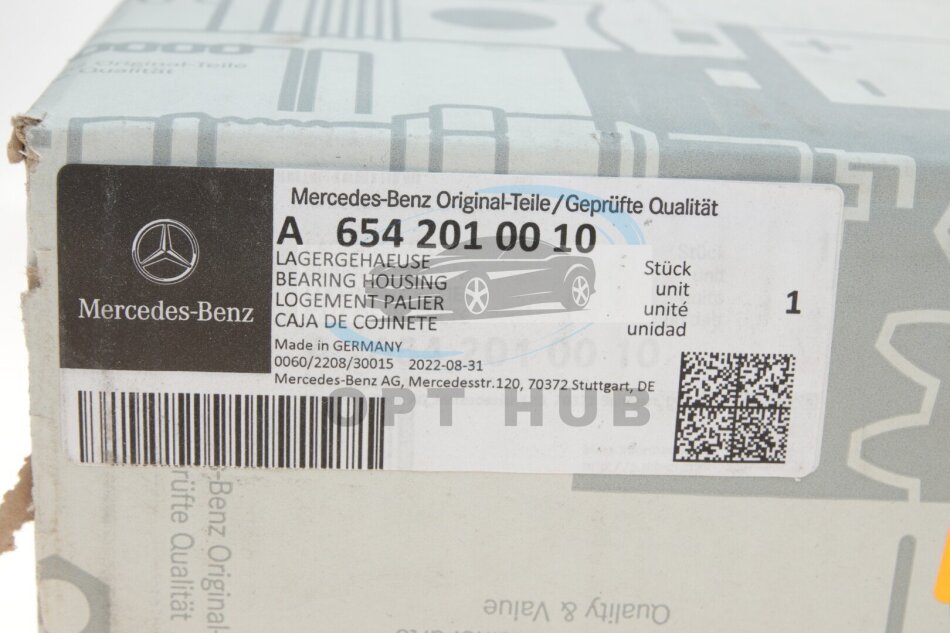 Original-Teile
Qualität
Mercedes-Benz Original-Teile/Geprüfte Qualität
A 654 201 00 10
LAGERGEHAEUSE
BEARING HOUSING
LOGEMENT PALIER
CAJA DE COJINETE
Stück
unit
unité
unidad
1
Mercedes-Benz
Made in GERMANY
0060/2208/30015 2022-08-31
Mercedes-Benz AG, Mercedesstr.120, 70372 Stuttgart, DE
OPT HUB
-Benz Original-
rüfte Qualität
Quality & Value